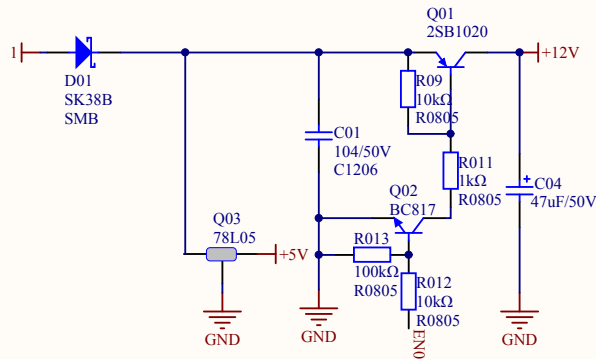 Q01
2SB1020
1
+12V
D01
SK38B
SMB
R09
10kΩ
R0805
C01
104/50V
C1206
R011
1kΩ
R0805
C04
47uF/50V
Q02
BC817
Q03
78L05
+5V
R013
100kΩ
R0805
R012
10kΩ
R0805
GND
GND
EN0
GND